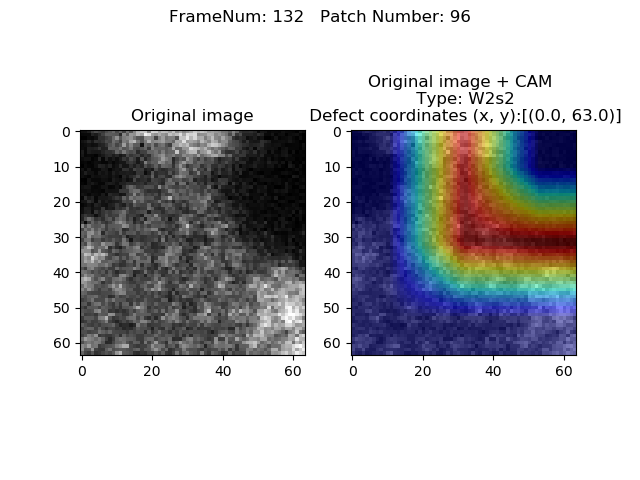 FrameNum: 132   Patch Number: 96
Original image
Original image + CAM
Type: W2s2
Defect coordinates (x, y):[(0.0, 63.0)]
0
10
20
30
40
50
60
0 20 40 60
0
10
20
30
40
50
60
0 20 40 60